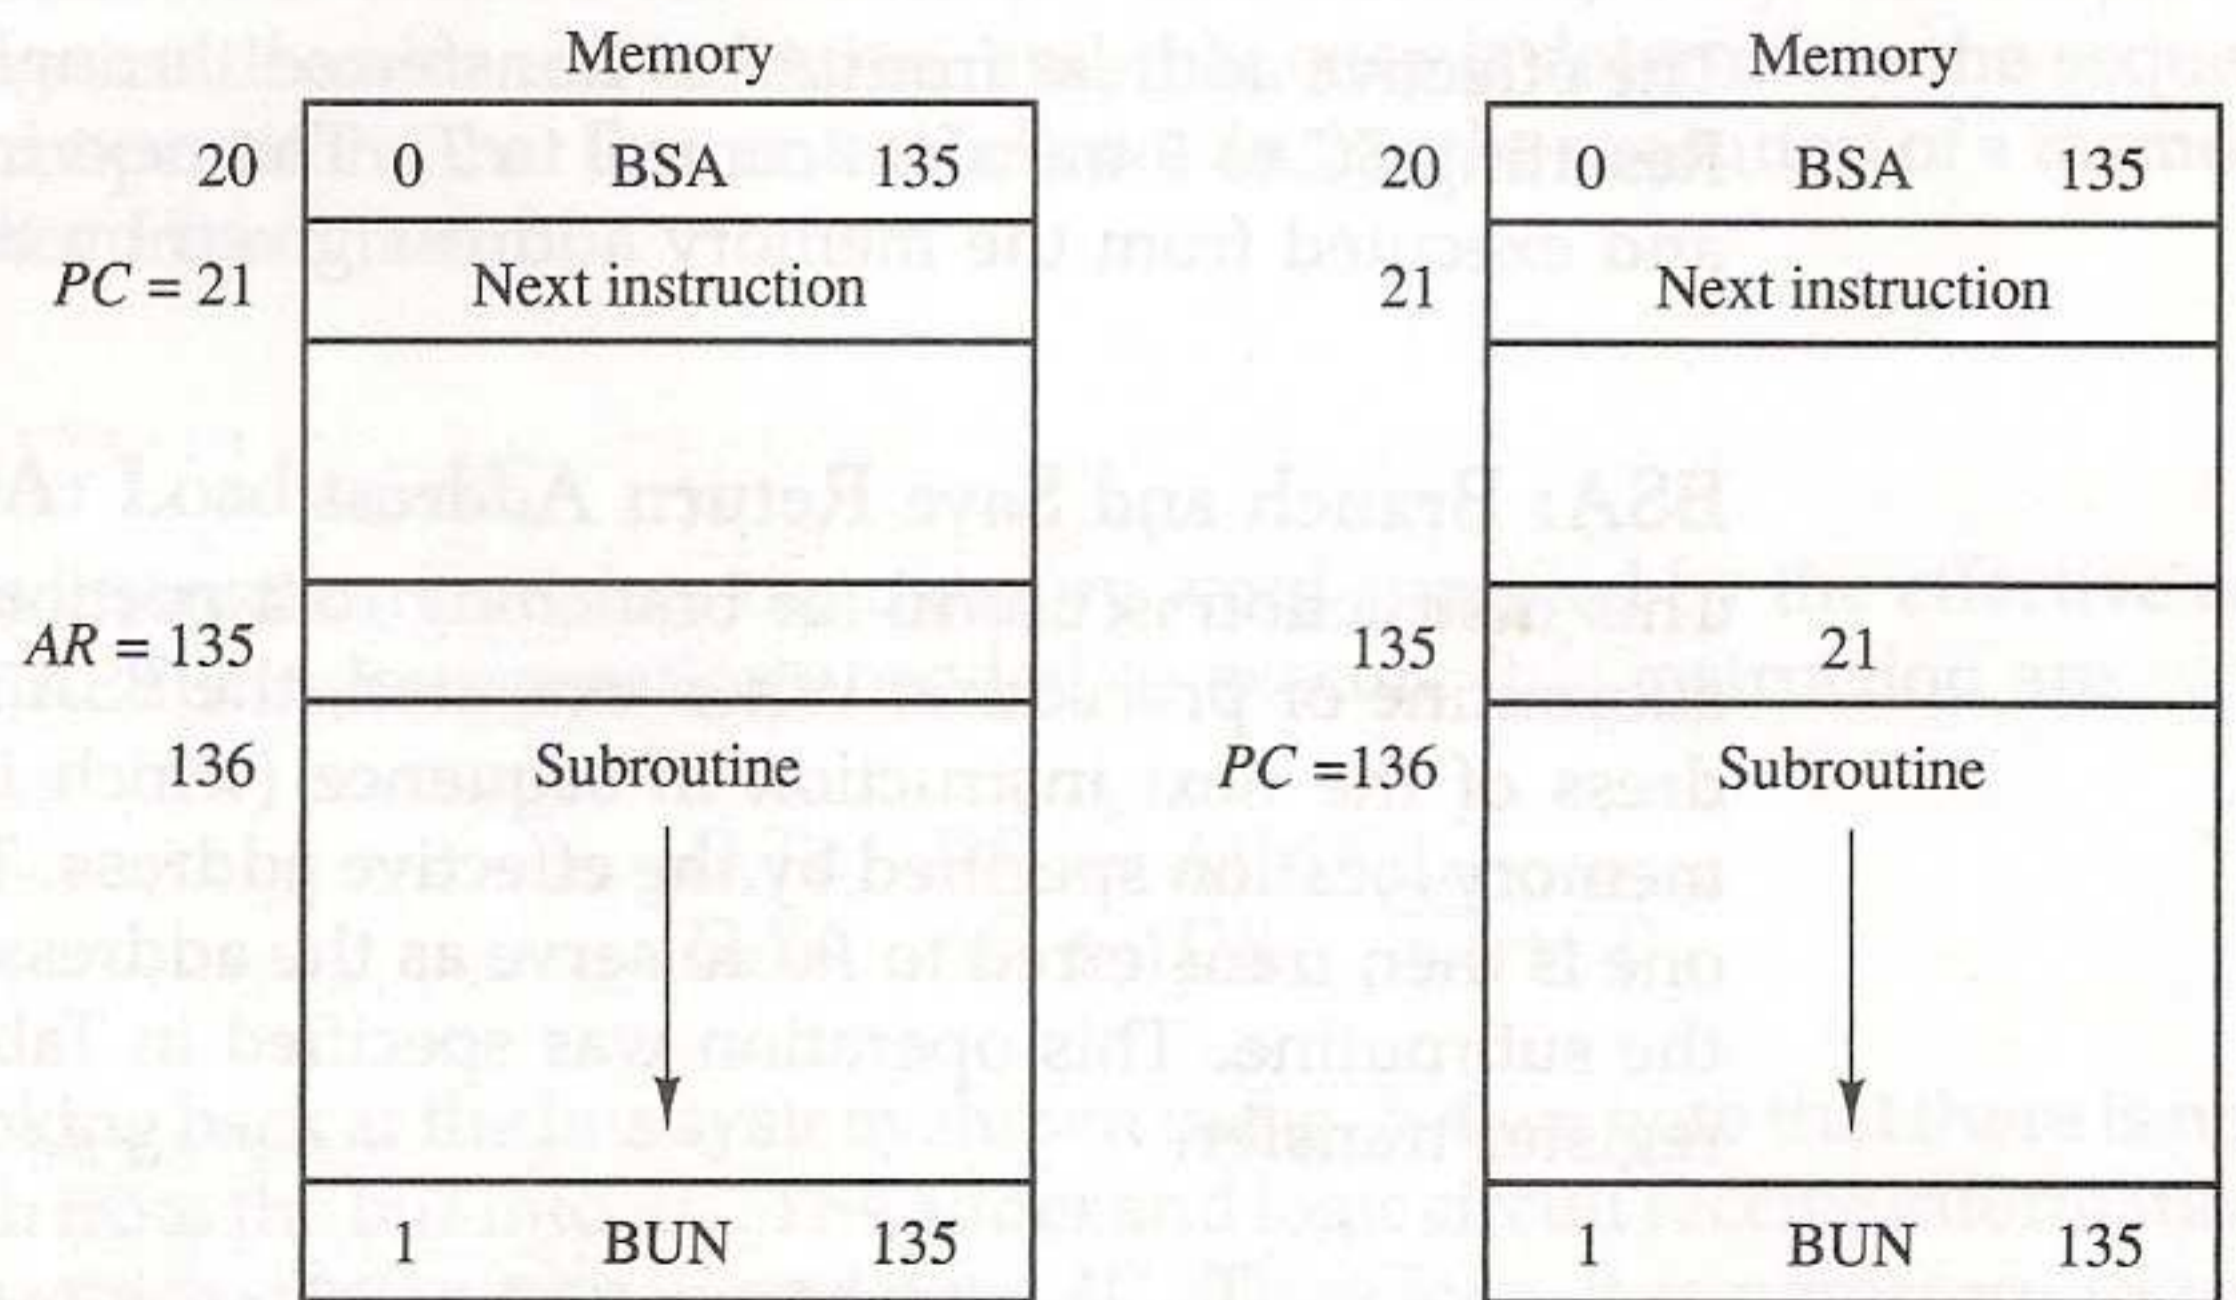 Memory
20 0 BSA 135
PC = 21 Next instruction
AR = 135
136 Subroutine
1 BUN 135
Memory
20 0 BSA 135
21 Next instruction
135 21
PC =136 Subroutine
1 BUN 135